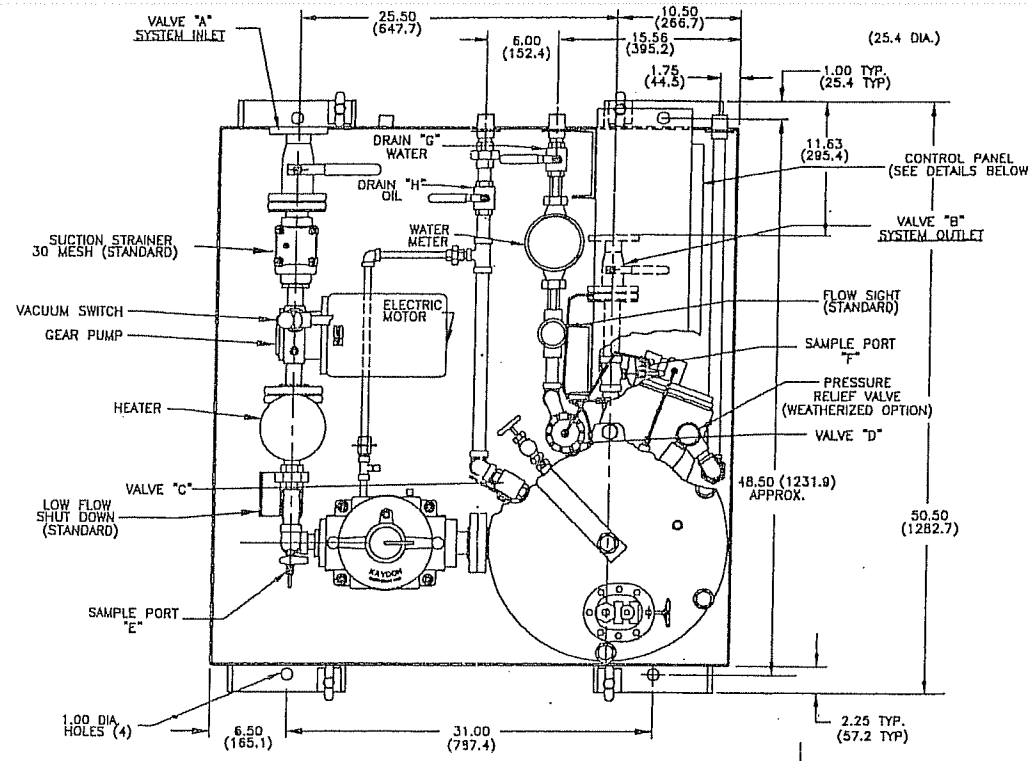 25.50
(647.7)
10.50
(266.7)
6.00
(152.4)
15.56
(395.2)
(25.4 DIA.)
1.75
(44.5)
1.00 TYP.
(25.4 TYP)
VALVE "A"
SYSTEM INLET
DRAIN "G"
WATER
11.63
(295.4)
CONTROL PANEL
(SEE DETAILS BELOW
DRAIN "H"
OIL
WATER
METER
VALVE "B"
SYSTEM OUTLET
SUCTION STRAINER
30 MESH (STANDARD)
VACUUM SWITCH
GEAR PUMP
ELECTRIC
MOTOR
FLOW SIGHT
(STANDARD)
SAMPLE PORT
"F"
HEATER
PRESSURE
RELIEF VALVE
(WEATHERIZED OPTION)
VALVE "D"
VALVE "C"
48.50 (1231.9)
APPROX.
LOW FLOW
SHUT DOWN
(STANDARD)
50.50
(1282.7)
KAYDON
SAMPLE PORT
"E"
1.00 DIA.
HOLES (4)
6.50
(165.1)
31.00
(787.4)
2.25 TYP.
(57.2 TYP)